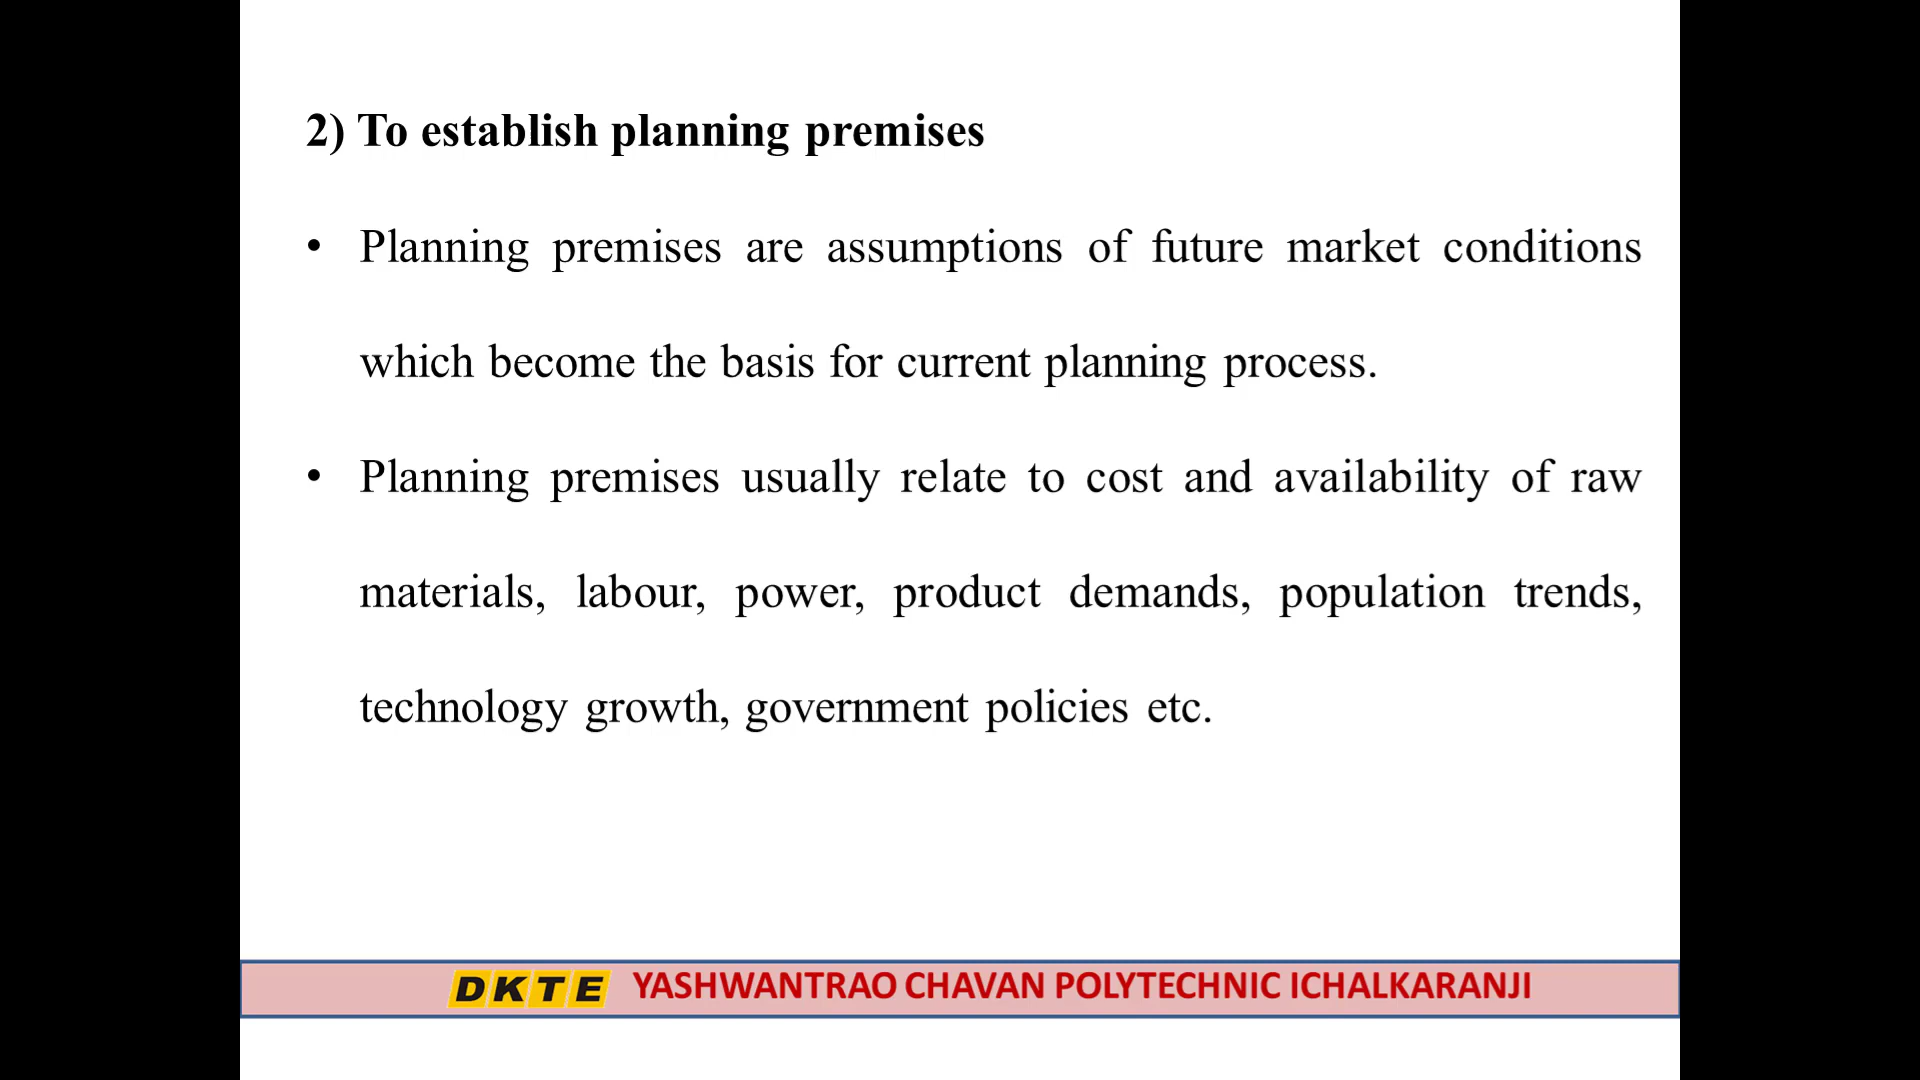 2) To establish planning premises
• Planning premises are assumptions of future market conditions
which become the basis for current planning process.
• Planning premises usually relate to cost and availability of raw
materials, labour, power, product demands, population trends,
technology growth, government policies etc.
DKTE YASHWANTRAO CHAVAN POLYTECHNIC ICHALKARANJI